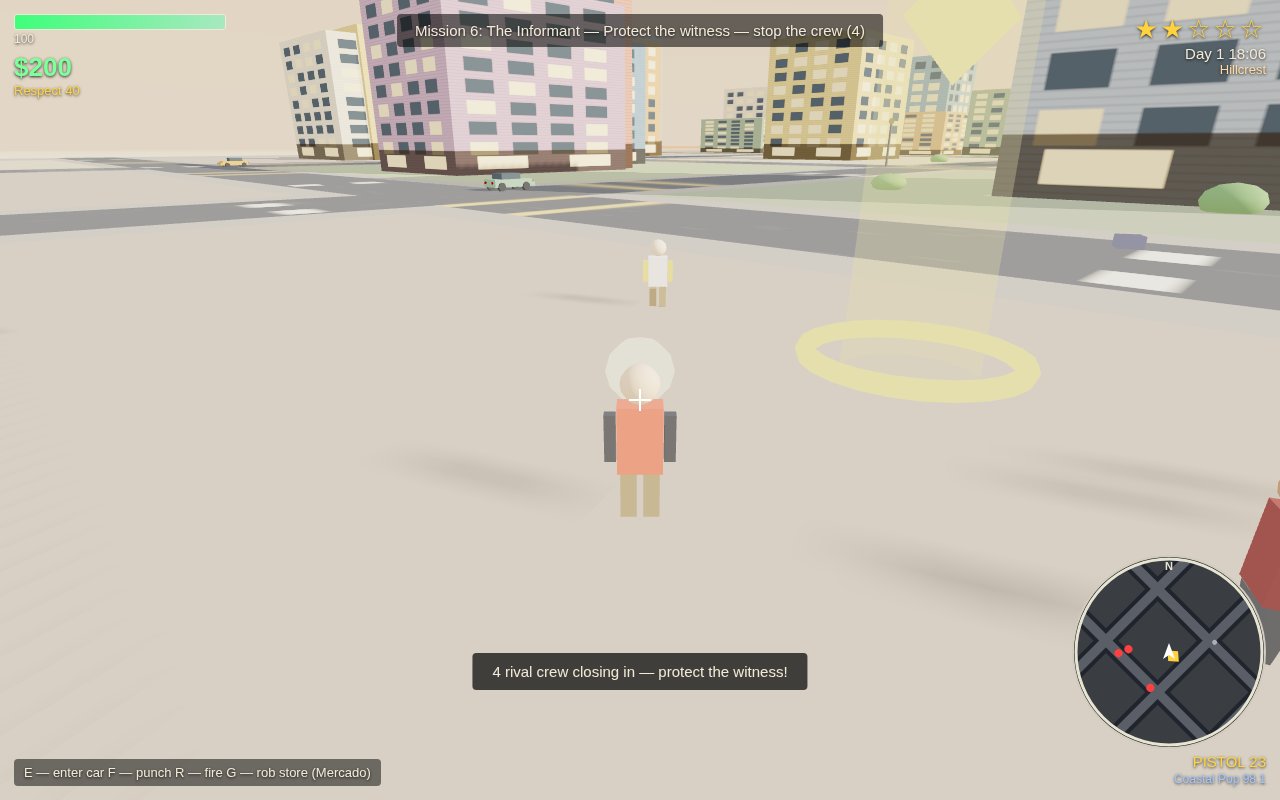 Mission 6: The Informant — Protect the witness — stop the crew (4)
100
$200
Respect 40
Day 1 18:06
Hillcrest
4 rival crew closing in — protect the witness!
N
E — enter car F — punch R — fire G — rob store (Mercado)
PISTOL 23
Coastal Pop 98.1